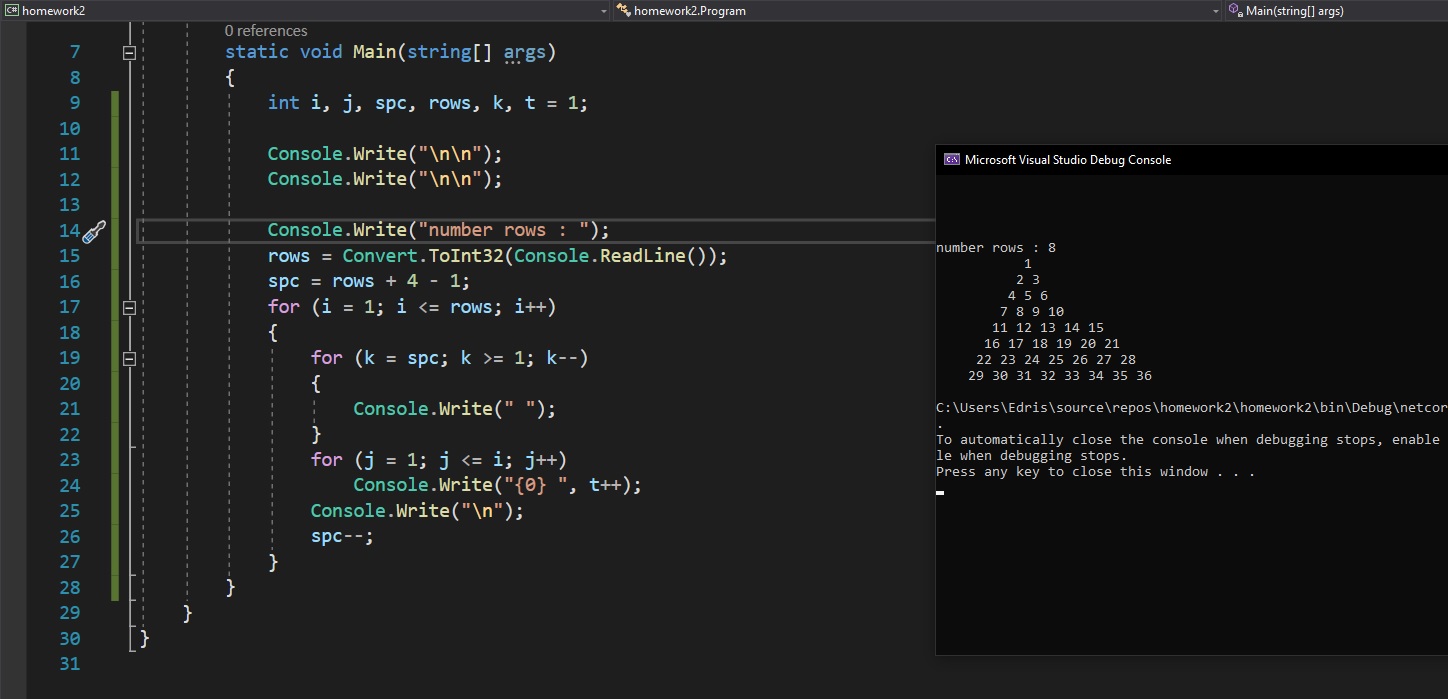 C# homework2 homework2.Program Main(string[] args)
0 references
7 static void Main(string[] args)
8 {
9 int i, j, spc, rows, k, t = 1;
10
11 Console.Write("\n\n");
12 Console.Write("\n\n");
13
14 Console.Write("number rows : ");
15 rows = Convert.ToInt32(Console.ReadLine());
16 spc = rows + 4 - 1;
17 for (i = 1; i <= rows; i++)
18 {
19 for (k = spc; k >= 1; k--)
20 {
21 Console.Write(" ");
22 }
23 for (j = 1; j <= i; j++)
24 Console.Write("{0} ", t++);
25 Console.Write("\n");
26 spc--;
27 }
28 }
29 }
30 }
31
Microsoft Visual Studio Debug Console
number rows : 8
1
2 3
4 5 6
7 8 9 10
11 12 13 14 15
16 17 18 19 20 21
22 23 24 25 26 27 28
29 30 31 32 33 34 35 36
C:\Users\Edris\source\repos\homework2\homework2\bin\Debug\netcor
.
To automatically close the console when debugging stops, enable
le when debugging stops.
Press any key to close this window . . .